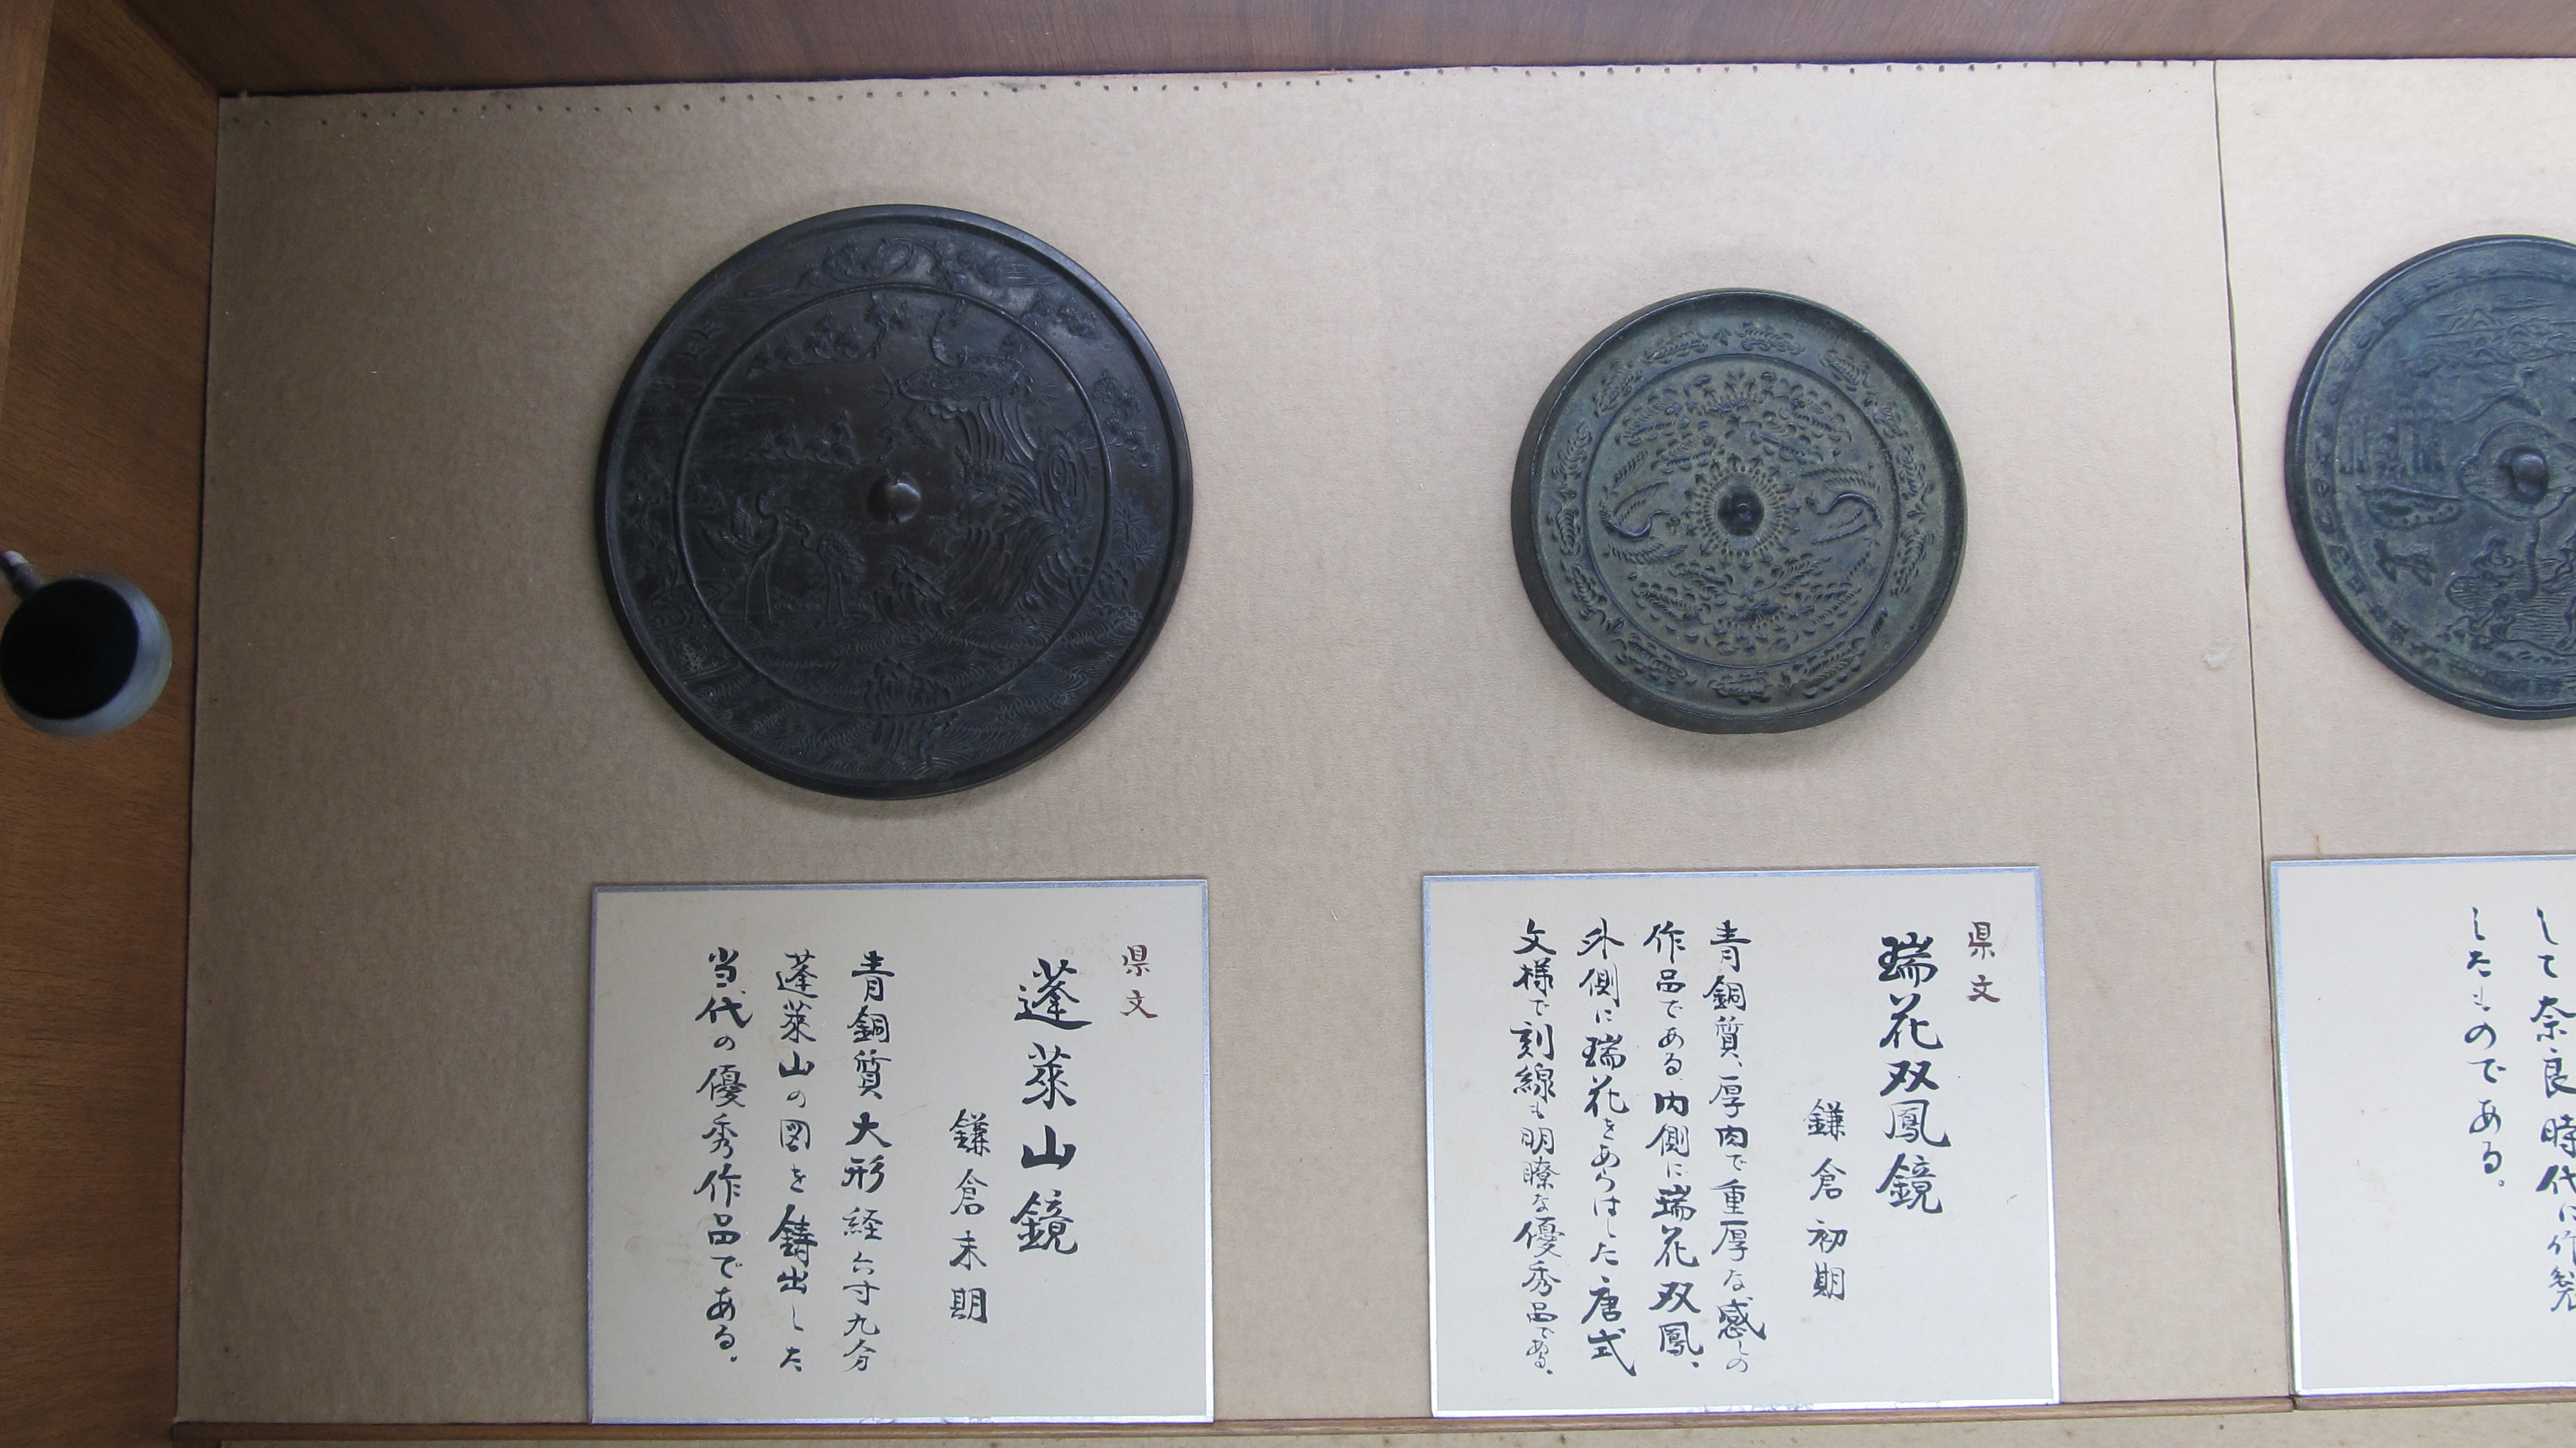 して奈良時代に作製
したものである。
県文
瑞花双鳳鏡
鎌倉初期
青銅質、厚肉で重厚な感じの
作品である内側に瑞花双鳳、
外側に瑞花をあらはした唐式
文様で刻線も明瞭な優秀品である。
県文
蓬萊山鏡
鎌倉末期
青銅質大形経六寸九分
蓬萊山の図を鋳出した
当代の優秀作品である。